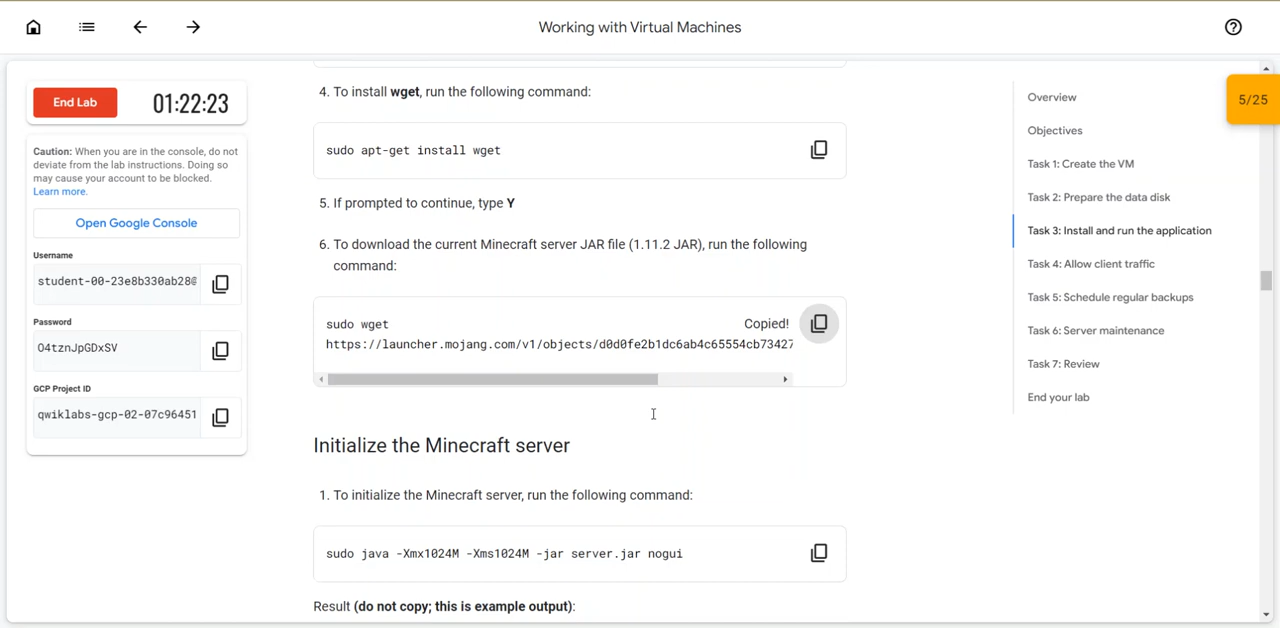 Working with Virtual Machines
End Lab
01:22:23
Caution: When you are in the console, do not
deviate from the lab instructions. Doing so
may cause your account to be blocked.
Learn more.
Open Google Console
Username
student-00-23e8b330ab28@
Password
O4tznJpGDxSV
GCP Project ID
qwiklabs-gcp-02-07c96451
4. To install wget, run the following command:
sudo apt-get install wget
5. If prompted to continue, type Y
6. To download the current Minecraft server JAR file (1.11.2 JAR), run the following
command:
sudo wget
Copied!
https://launcher.mojang.com/v1/objects/d0d0fe2b1dc6ab4c65554cb73427
Initialize the Minecraft server
1. To initialize the Minecraft server, run the following command:
sudo java -Xmx1024M -Xms1024M -jar server.jar nogui
Result (do not copy; this is example output):
Overview
Objectives
Task 1: Create the VM
Task 2: Prepare the data disk
Task 3: Install and run the application
Task 4: Allow client traffic
Task 5: Schedule regular backups
Task 6: Server maintenance
Task 7: Review
End your lab
5/25